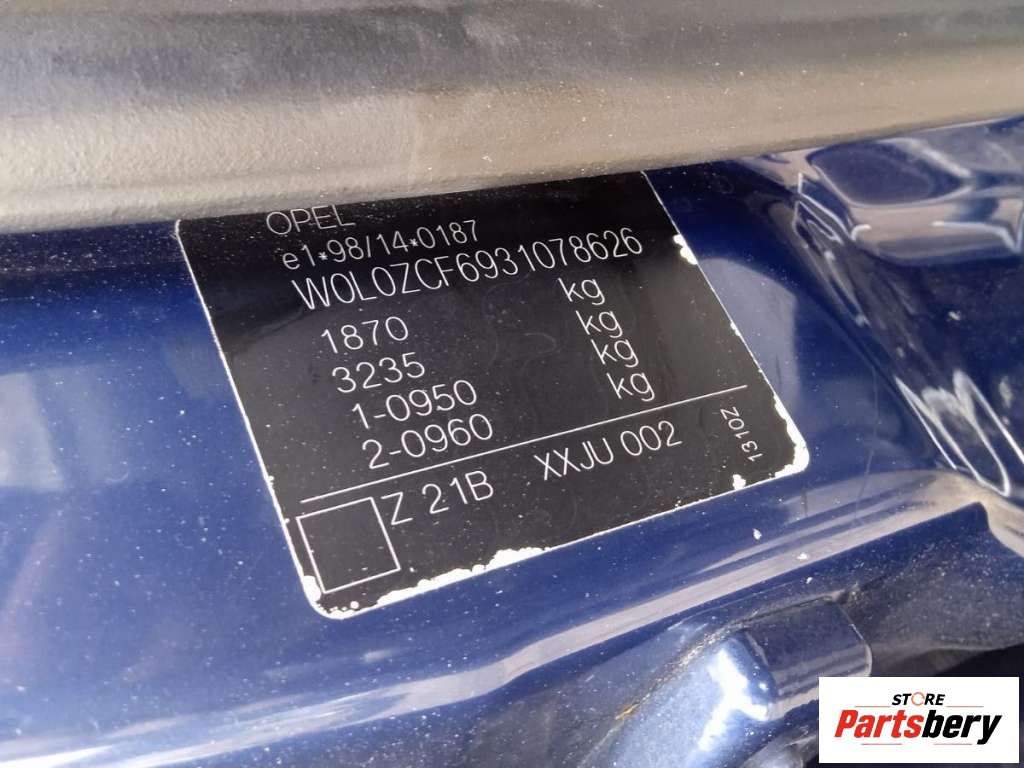 OPEL
e1*98/14*0187
W0L0ZCF6931078626
1870 kg
3235 kg
1-0950 kg
2-0960 kg
Z 21B XXJU 002
1310Z
STORE
Partsbery